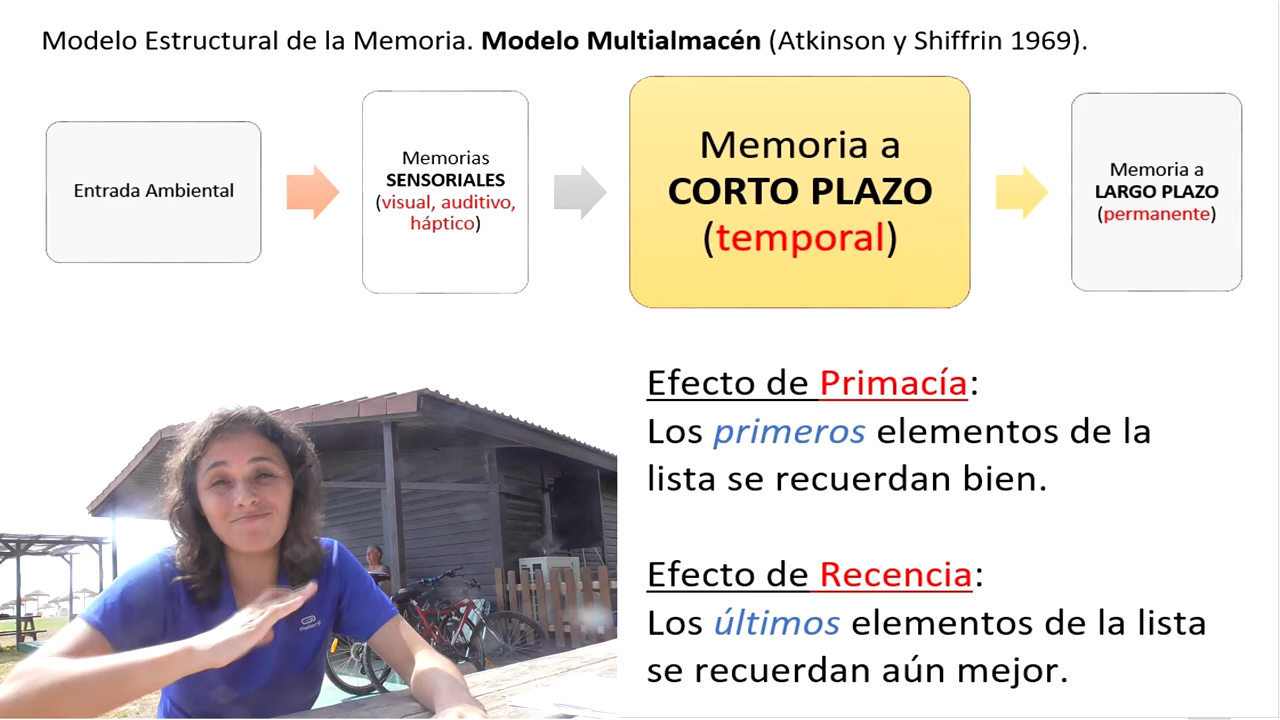 Modelo Estructural de la Memoria. Modelo Multialmacén (Atkinson y Shiffrin 1969).
Entrada Ambiental
Memorias
SENSORIALES
(visual, auditivo,
háptico)
Memoria a
CORTO PLAZO
(temporal)
Memoria a
LARGO PLAZO
(permanente)
Efecto de Primacía:
Los primeros elementos de la
lista se recuerdan bien.
Efecto de Recencia:
Los últimos elementos de la lista
se recuerdan aún mejor.